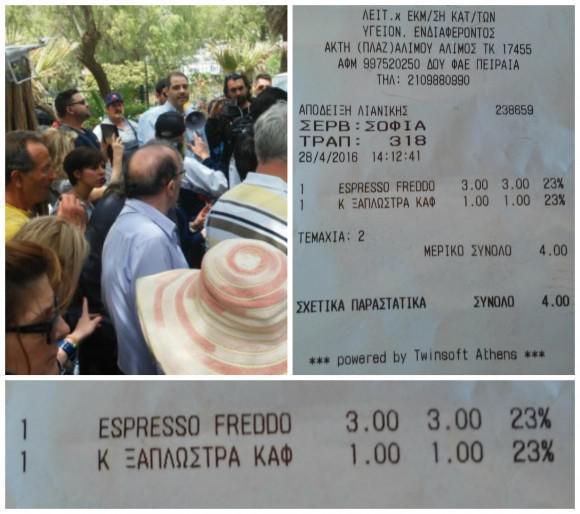 ΛΕΙΤ.x ΕΚΜ/ΣΗ ΚΑΤ/ΤΩΝ
ΥΓΕΙΟΝ. ΕΝΔΙΑΦΕΡΟΝΤΟΣ
ΑΚΤΗ (ΠΛΑΖ)ΑΛΙΜΟΥ ΑΛΙΜΟΣ ΤΚ 17455
ΑΦΜ 997520250 ΔΟΥ ΦΑΕ ΠΕΙΡΑΙΑ
ΤΗΛ: 2109880990
ΑΠΟΔΕΙΞΗ ΛΙΑΝΙΚΗΣ 238659
ΣΕΡΒ:ΣΟΦΙΑ
ΤΡΑΠ: 318
28/4/2016 14:12:41
1 ESPRESSO FREDDO 3.00 3.00 23%
1 Κ ΞΑΠΛΩΣΤΡΑ ΚΑΦ 1.00 1.00 23%
ΤΕΜΑΧΙΑ: 2
ΜΕΡΙΚΟ ΣΥΝΟΛΟ 4.00
ΣΧΕΤΙΚΑ ΠΑΡΑΣΤΑΤΙΚΑ ΣΥΝΟΛΟ 4.00
*** powered by Twinsoft Athens ***
1 ESPRESSO FREDDO 3.00 3.00 23%
1 Κ ΞΑΠΛΩΣΤΡΑ ΚΑΦ 1.00 1.00 23%